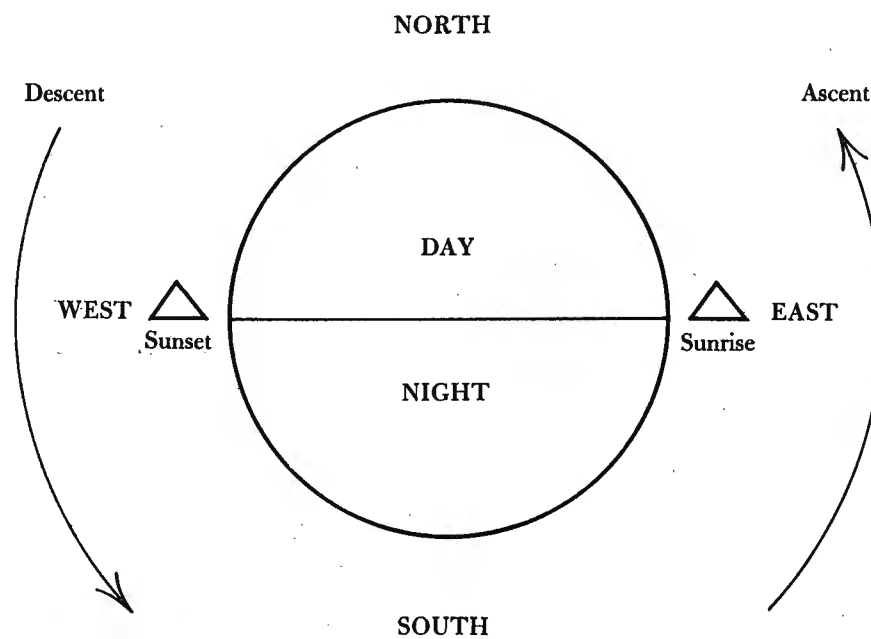 NORTH
Descent
Ascent
DAY
WEST
EAST
Sunset
Sunrise
NIGHT
SOUTH